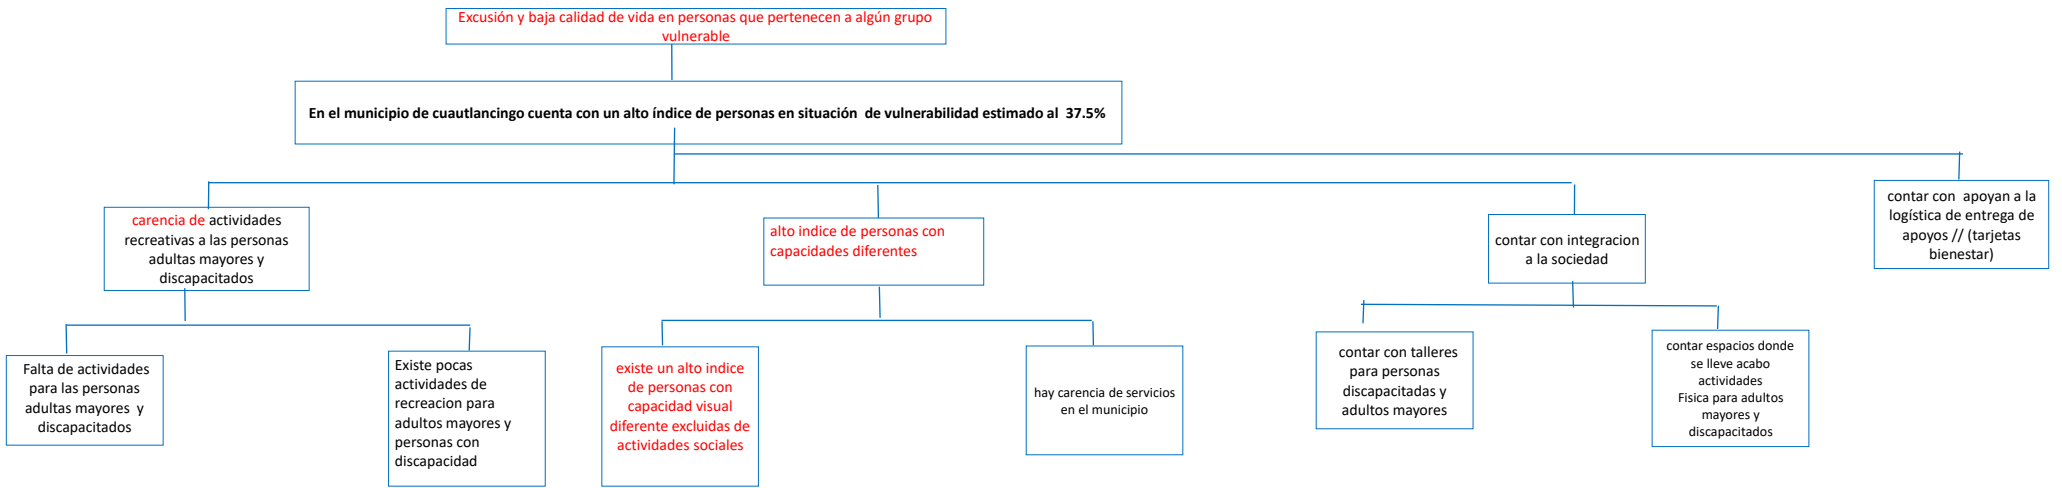 Excusión y baja calidad de vida en personas que pertenecen a algún grupo
vulnerable
En el municipio de cuautlancingo cuenta con un alto índice de personas en situación de vulnerabilidad estimado al 37.5%
carencia de actividades
recreativas a las personas
adultas mayores y
discapacitados
alto indice de personas con
capacidades diferentes
contar con integracion
a la sociedad
contar con apoyan a la
logística de entrega de
apoyos // (tarjetas
bienestar)
Falta de actividades
para las personas
adultas mayores y
discapacitados
Existe pocas
actividades de
recreacion para
adultos mayores y
personas con
discapacidad
existe un alto indice
de personas con
capacidad visual
diferente excluidas de
actividades sociales
hay carencia de servicios
en el municipio
contar con talleres
para personas
discapacitadas y
adultos mayores
contar espacios donde
se lleve acabo
actividades
Fisica para adultos
mayores y
discapacitados